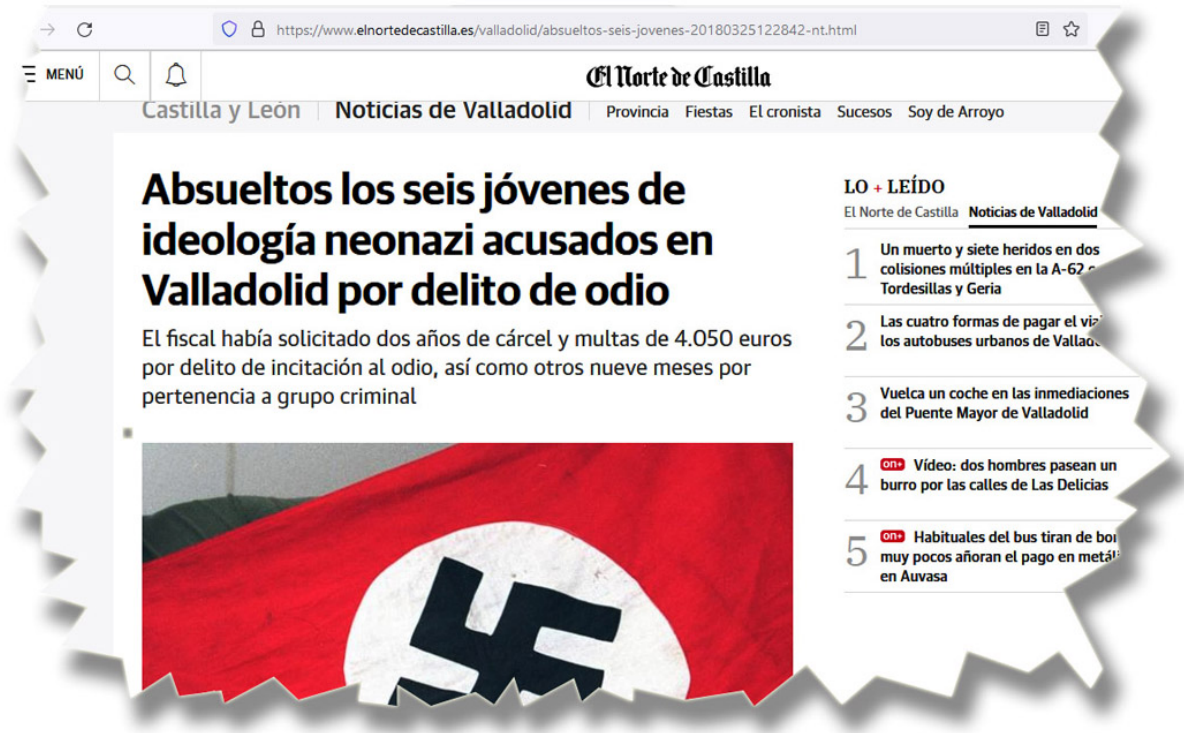 https://www.elnortedecastilla.es/valladolid/absueltos-seis-jovenes-20180325122842-nt.html
MENÚ
El Norte de Castilla
Castilla y León | Noticias de Valladolid | Provincia Fiestas El cronista Sucesos Soy de Arroyo
Absueltos los seis jóvenes de
ideología neonazi acusados en
Valladolid por delito de odio
El fiscal había solicitado dos años de cárcel y multas de 4.050 euros
por delito de incitación al odio, así como otros nueve meses por
pertenencia a grupo criminal
LO + LEÍDO
El Norte de Castilla Noticias de Valladolid
1 Un muerto y siete heridos en dos
colisiones múltiples en la A-62
Tordesillas y Geria
2 Las cuatro formas de pagar el
los autobuses urbanos de
3 Vuelca un coche en las inmediaciones
del Puente Mayor de Valladolid
4 on+ Vídeo: dos hombres pasean un
burro por las calles de Las Delicias
5 on+ Habituales del bus tiran de
muy pocos añoran el pago en
en Auvasa